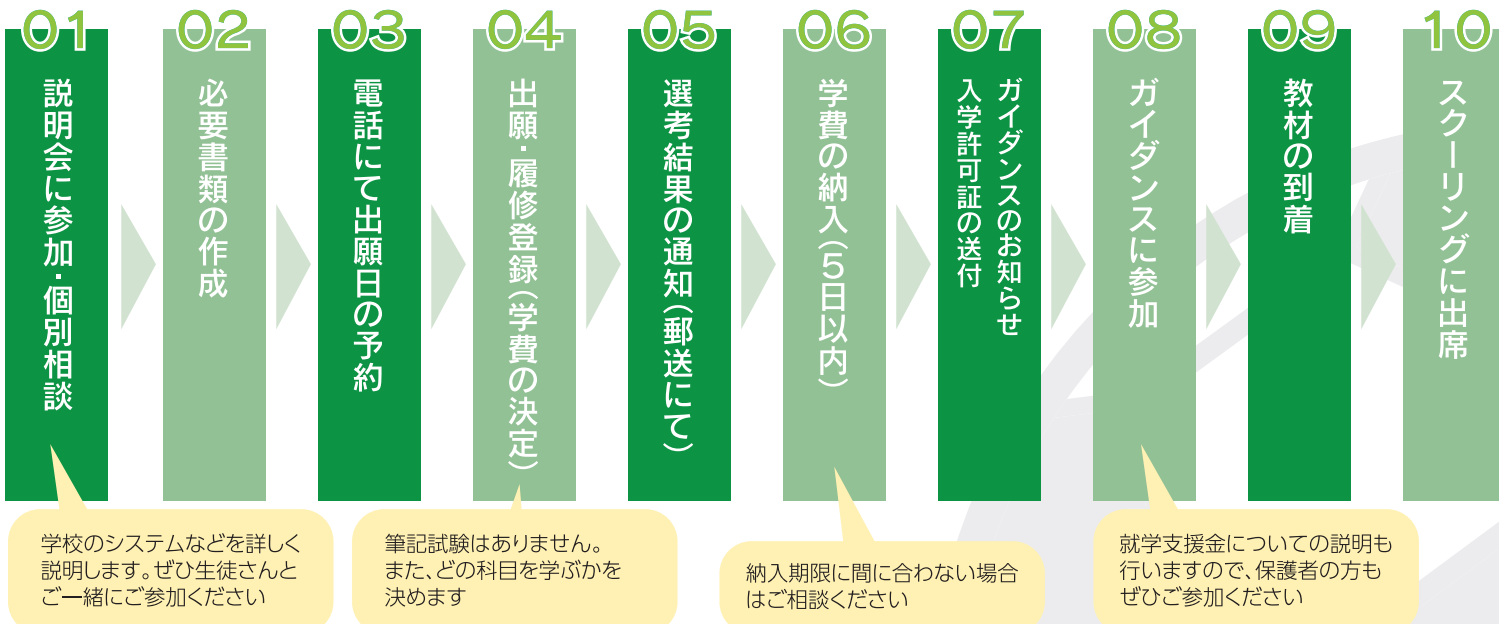 01
説明会に参加・個別相談
02
必要書類の作成
03
電話にて出願日の予約
04
出願・履修登録(学費の決定)
05
選考結果の通知(郵送にて)
06
学費の納入(5日以内)
07
ガイダンスのお知らせ
入学許可証の送付
08
ガイダンスに参加
09
教材の到着
10
スクーリングに出席
学校のシステムなどを詳しく
説明します。ぜひ生徒さんと
ご一緒にご参加ください
筆記試験はありません。
また、どの科目を学ぶかを
決めます
納入期限に間に合わない場合
はご相談ください
就学支援金についての説明も
行いますので、保護者の方も
ぜひご参加ください